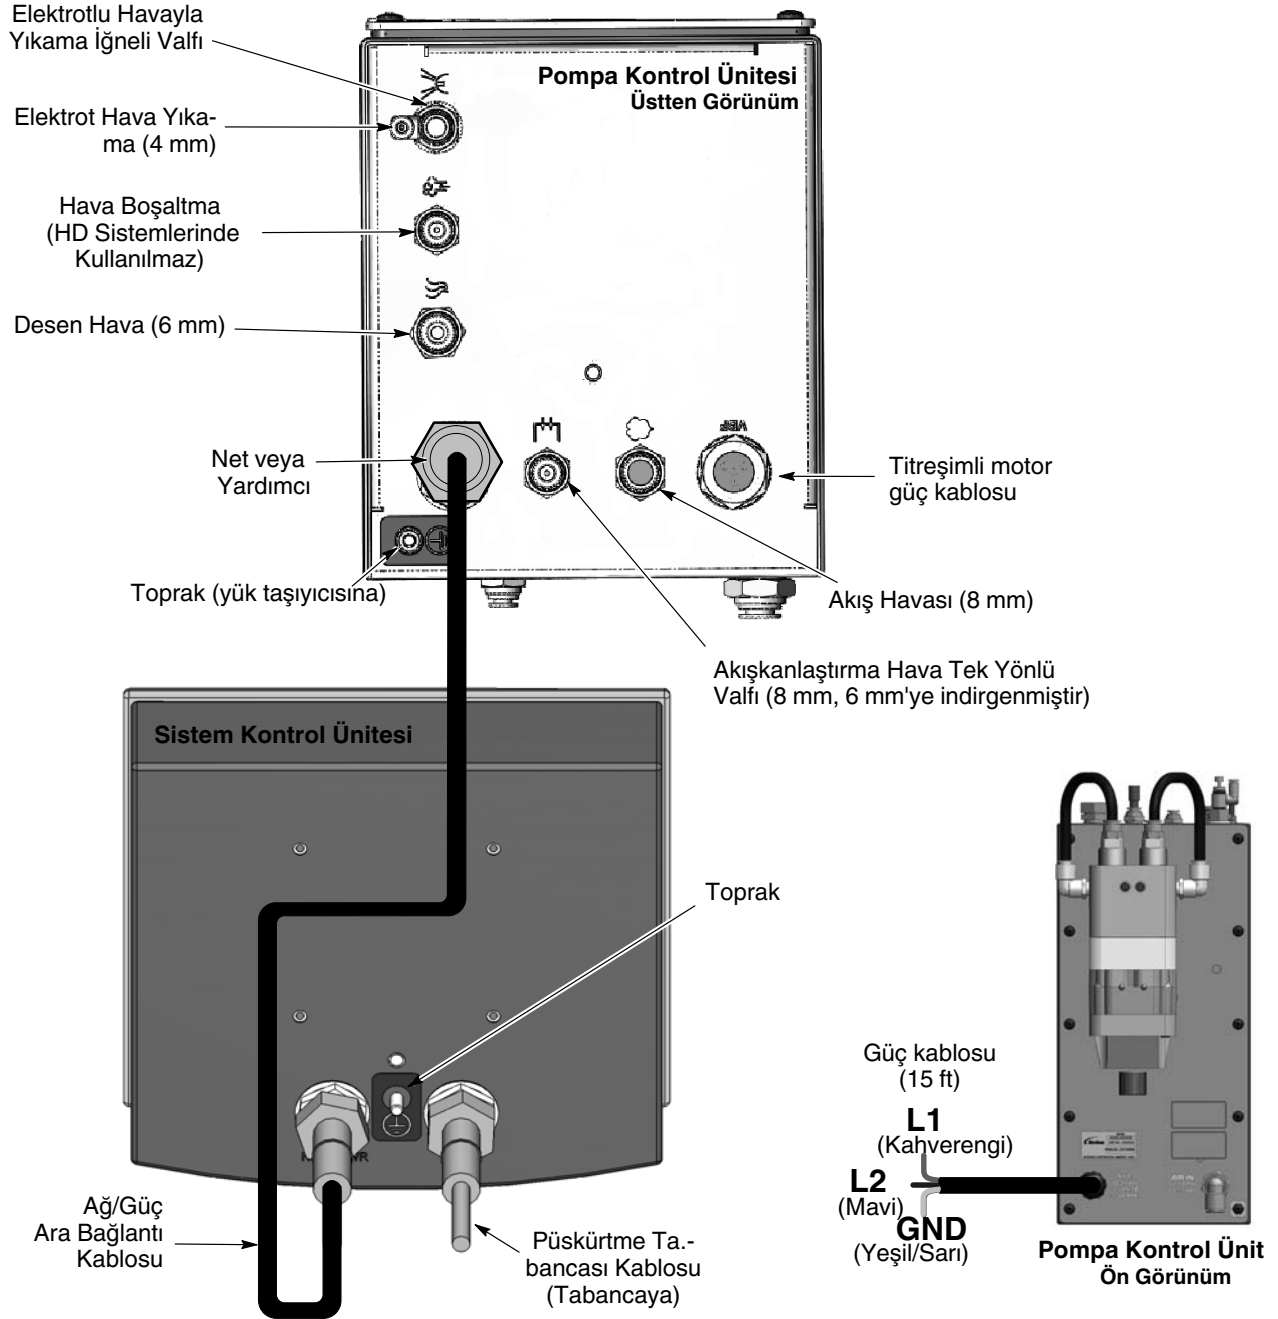 Elektrotlu Havayla
Yıkama İğneli Valfı
Pompa Kontrol Ünitesi
Üstten Görünüm
Elektrot Hava Yıka-
ma (4 mm)
Hava Boşaltma
(HD Sistemlerinde
Kullanılmaz)
Desen Hava (6 mm)
VIBF
Net veya
Yardımcı
Titreşimli motor
güç kablosu
Toprak (yük taşıyıcısına)
Akış Havası (8 mm)
Akışkanlaştırma Hava Tek Yönlü
Valfı (8 mm, 6 mm'ye indirgenmiştir)
Sistem Kontrol Ünitesi
Toprak
Güç kablosu
(15 ft)
L1
(Kahverengi)
L2
(Mavi)
GND
(Yeşil/Sarı)
AIR IN
Ağ/Güç
Ara Bağlantı
Kablosu
Püskürtme Ta.-
bancası Kablosu
(Tabancaya)
Pompa Kontrol Ünit
Ön Görünüm